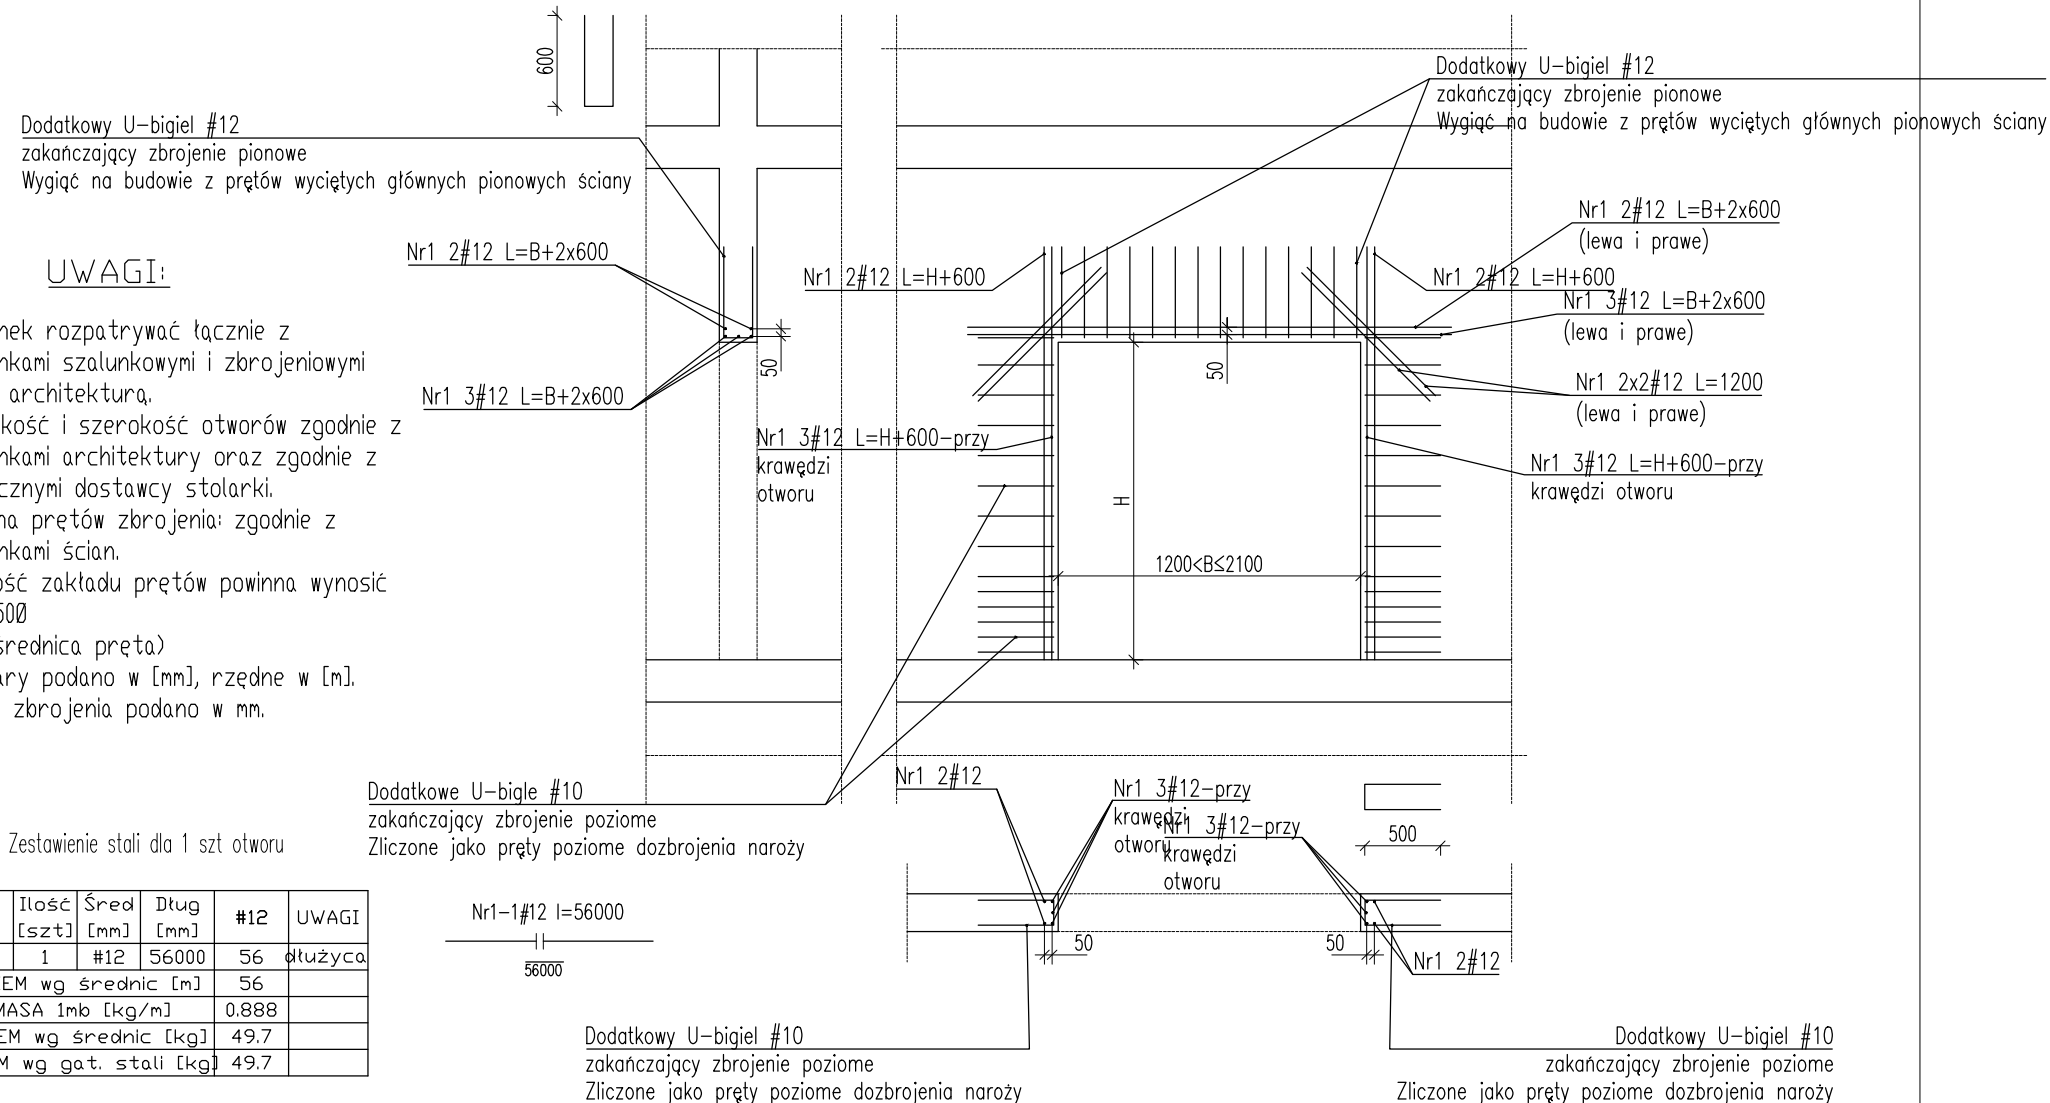 600
Dodatkowy U-bigiel #12
zakańczający zbrojenie pionowe
Wygiąć na budowie z prętów wyciętych głównych pionowych ściany
Dodatkowy U-bigiel #12
zakańczający zbrojenie pionowe
Wygiąć na budowie z prętów wyciętych głównych pionowych ściany
UWAGI:
nek rozpatrywać łącznie z
nkami szalunkowymi i zbrojeniowymi
architekturą.
kość i szerokość otworów zgodnie z
nkami architektury oraz zgodnie z
cznymi dostawcy stolarki.
na prętów zbrojenia: zgodnie z
nkami ścian.
ość zakładu prętów powinna wynosić
50Ø
średnica pręta)
ary podano w [mm], rzędne w [m].
zbrojenia podano w mm.
Nr1 2#12 L=B+2x600
Nr1 3#12 L=B+2x600
50
Nr1 2#12 L=H+600
Nr1 3#12 L=H+600-przy
krawędzi
otworu
Nr1 2#12 L=B+2x600
(lewa i prawe)
Nr1 2#12 L=H+600
Nr1 3#12 L=B+2x600
(lewa i prawe)
Nr1 2x2#12 L=1200
(lewa i prawe)
Nr1 3#12 L=H+600-przy
krawędzi otworu
50
H
1200<B≤2100
Dodatkowe U-bigle #10
zakańczający zbrojenie poziome
Zliczone jako pręty poziome dozbrojenia naroży
Nr1 2#12
Nr1 3#12-przy
krawędzi
otworu
Nr1 3#12-przy
krawędzi
otworu
500
50
50
Nr1 2#12
Zestawienie stali dla 1 szt otworu
Ilość [szt] Śred [mm] Dług [mm] #12 UWAGI
1 #12 56000 56 dłużyca
EM wg średnic [m] 56
MASA 1mb [kg/m] 0.888
EM wg średnic [kg] 49.7
M wg gat. stali [kg] 49.7
Nr1-1#12 l=56000
56000
Dodatkowy U-bigiel #10
zakańczający zbrojenie poziome
Zliczone jako pręty poziome dozbrojenia naroży
Dodatkowy U-bigiel #10
zakańczający zbrojenie poziome
Zliczone jako pręty poziome dozbrojenia naroży